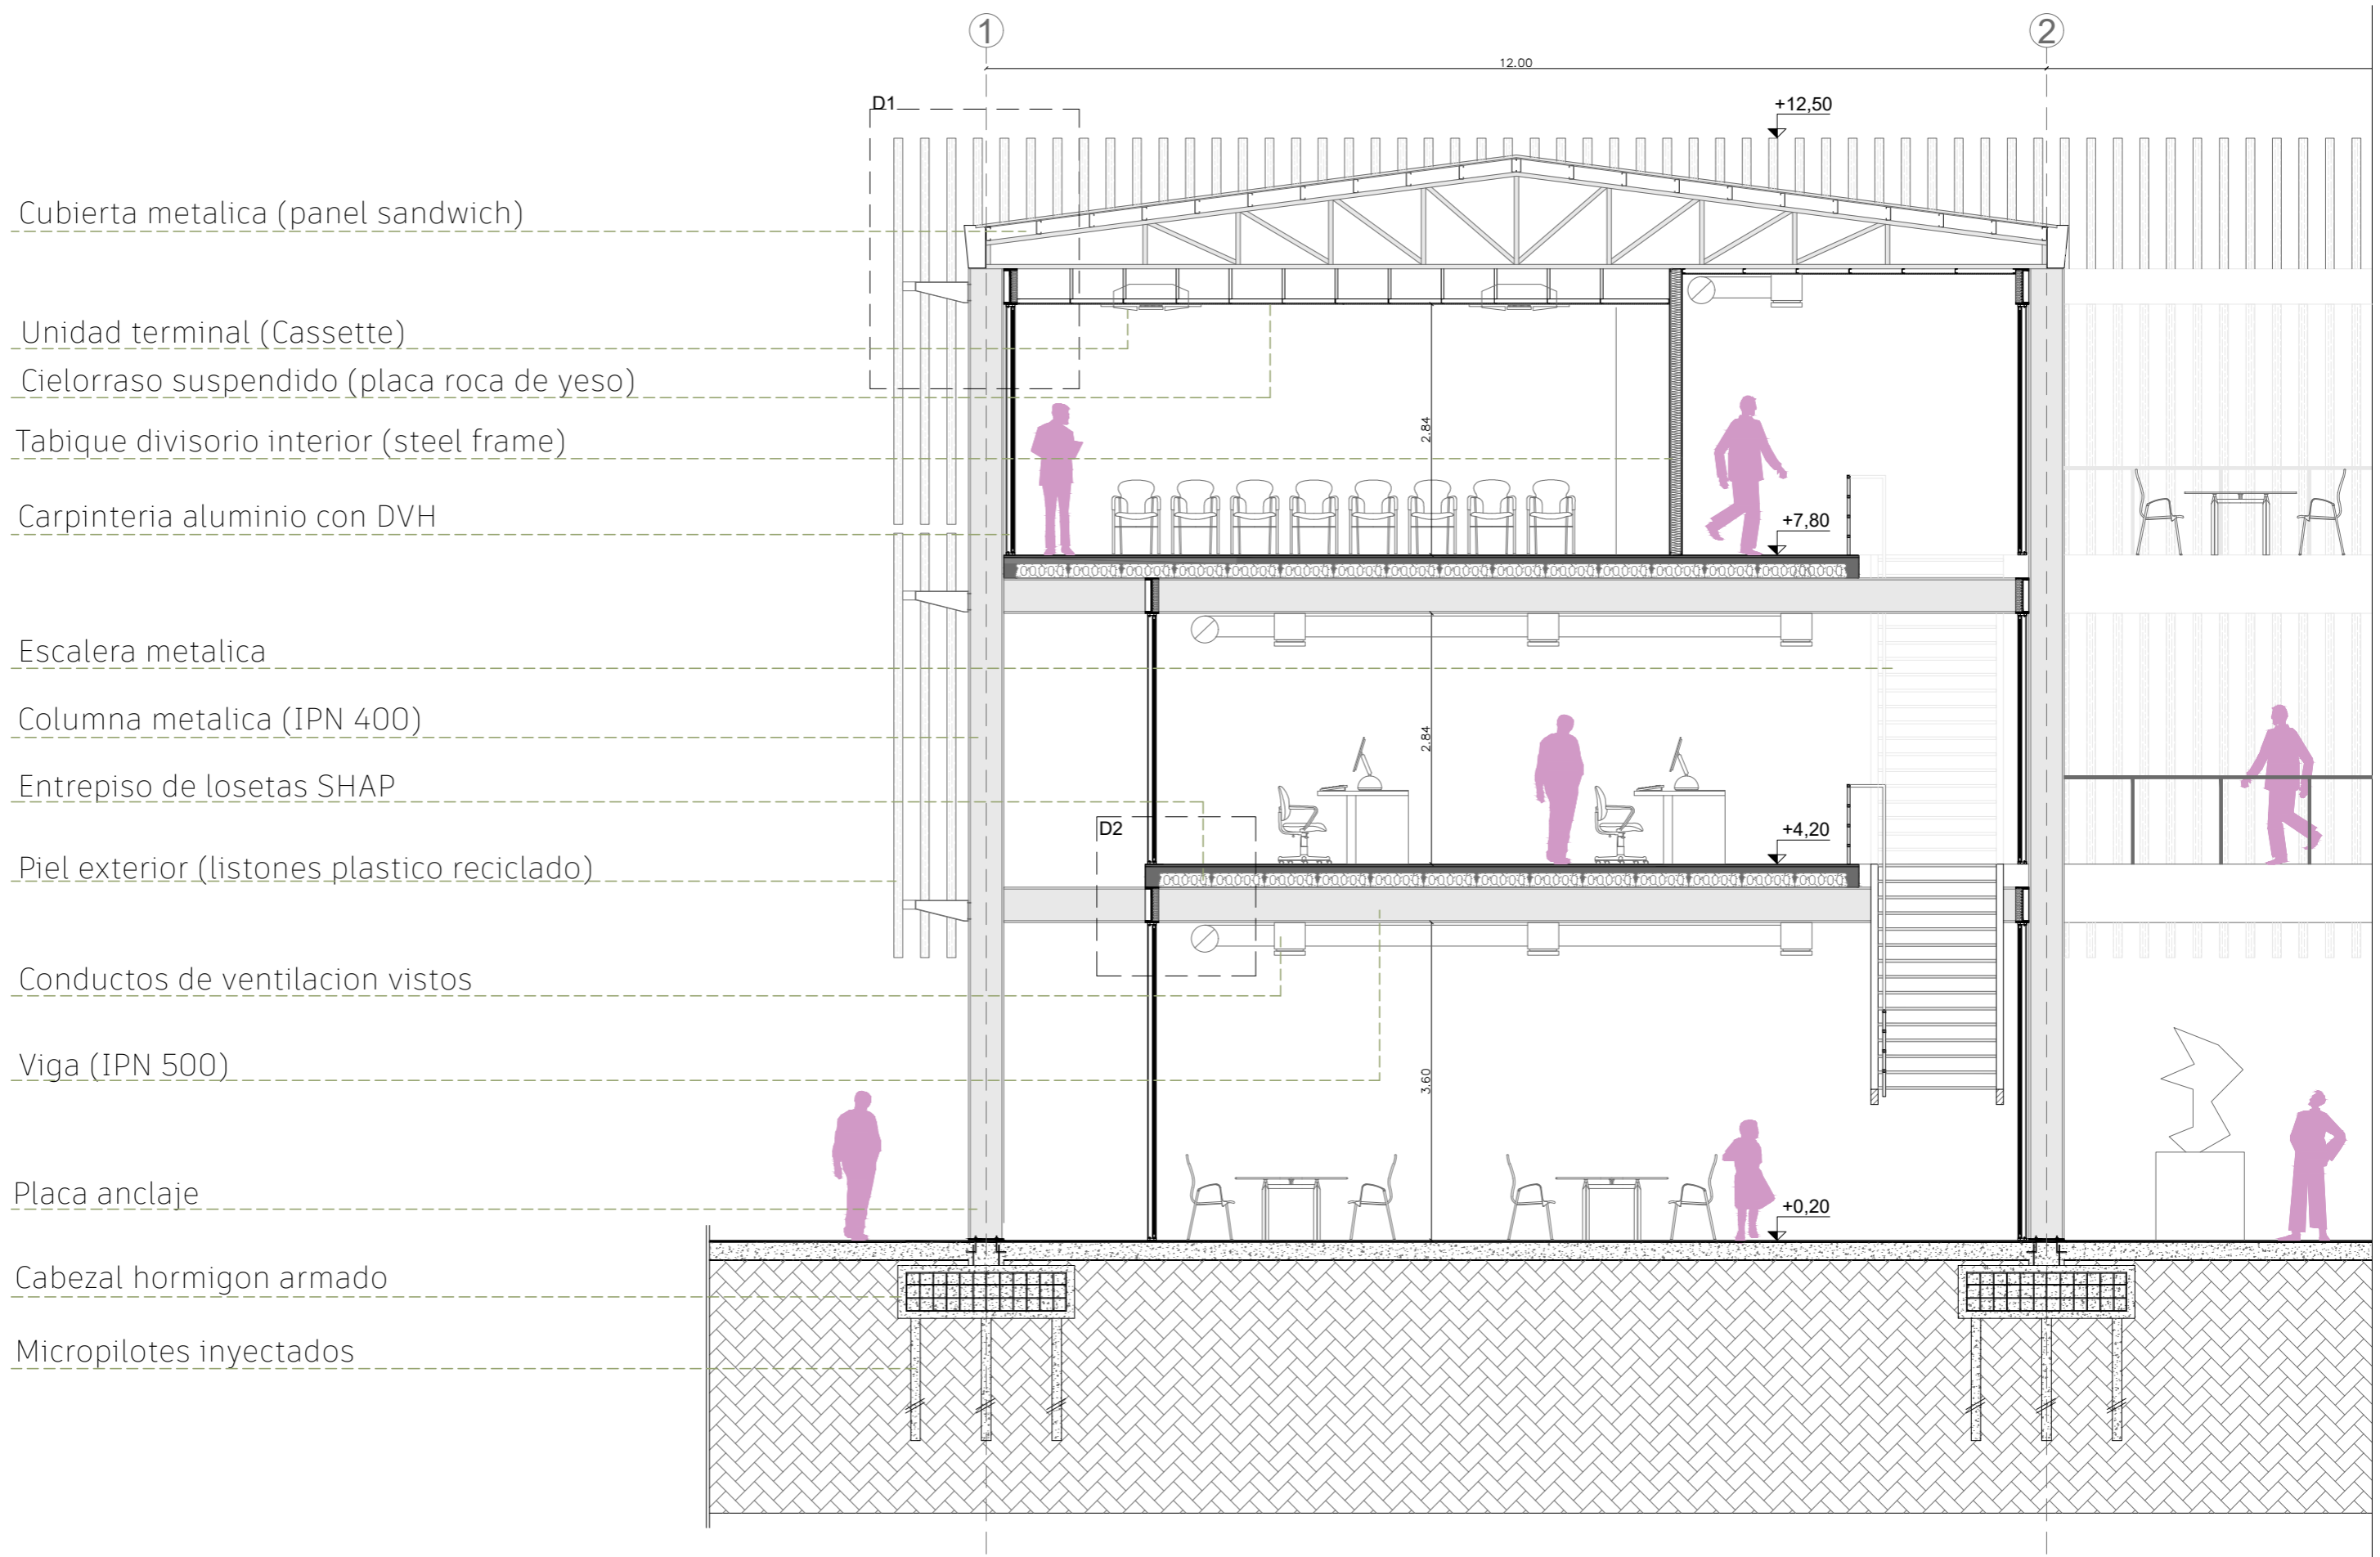 1
2
12.00
D1
+12,50
Cubierta metalica (panel sandwich)
Unidad terminal (Cassette)
Cielorraso suspendido (placa roca de yeso)
2.84
Tabique divisorio interior (steel frame)
Carpinteria aluminio con DVH
+7,80
Escalera metalica
Columna metalica (IPN 400)
2.84
Entrepiso de losetas SHAP
D2
+4,20
Piel exterior (listones plastico reciclado)
Conductos de ventilacion vistos
Viga (IPN 500)
3.60
Placa anclaje
+0,20
Cabezal hormigon armado
Micropilotes inyectados